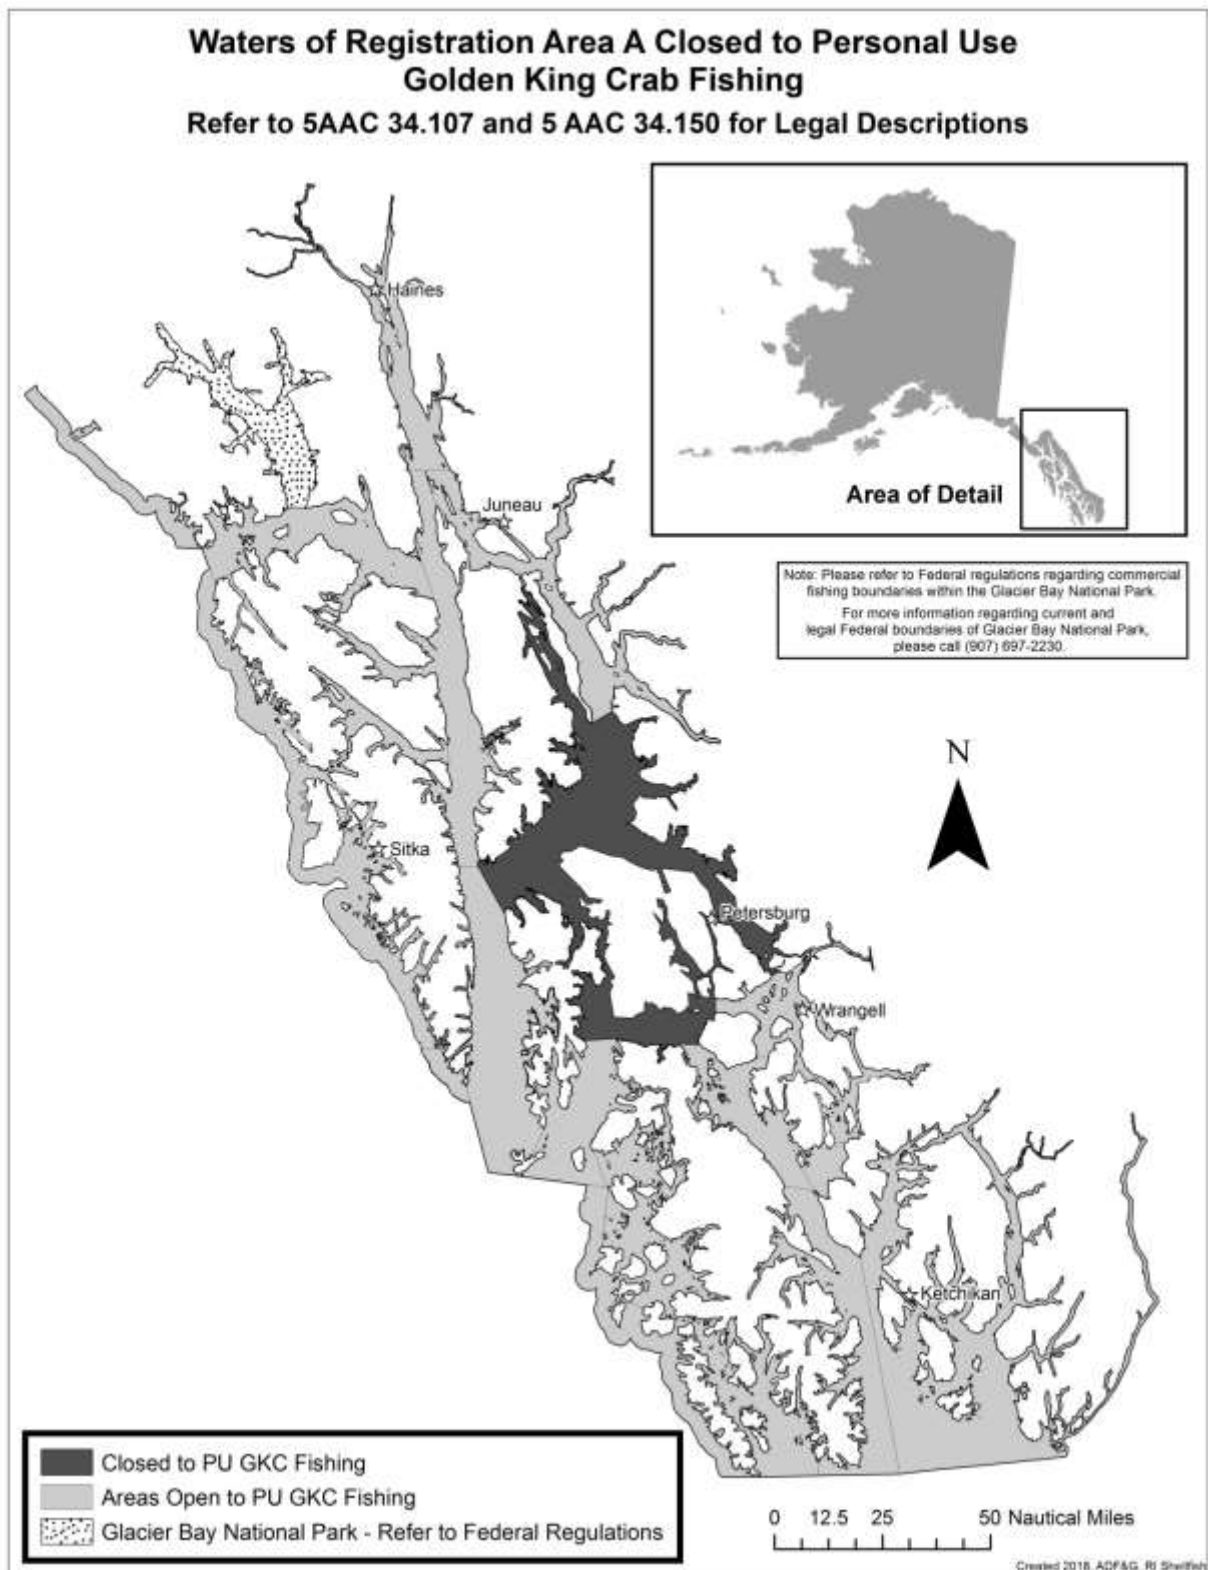 Waters of Registration Area A Closed to Personal Use
Golden King Crab Fishing
Refer to 5AAC 34.107 and 5 AAC 34.150 for Legal Descriptions
Haines
Juneau
Area of Detail
Note: Please refer to Federal regulations regarding commercial
fishing boundaries within the Glacier Bay National Park.
For more information regarding current and
legal Federal boundaries of Glacier Bay National Park,
please call (907) 697-2230.
N
Sitka
Petersburg
Wrangell
Ketchikan
Closed to PU GKC Fishing
Areas Open to PU GKC Fishing
Glacier Bay National Park - Refer to Federal Regulations
0 12.5 25 50 Nautical Miles
Created 2018, ADF&G, RI Shellfish